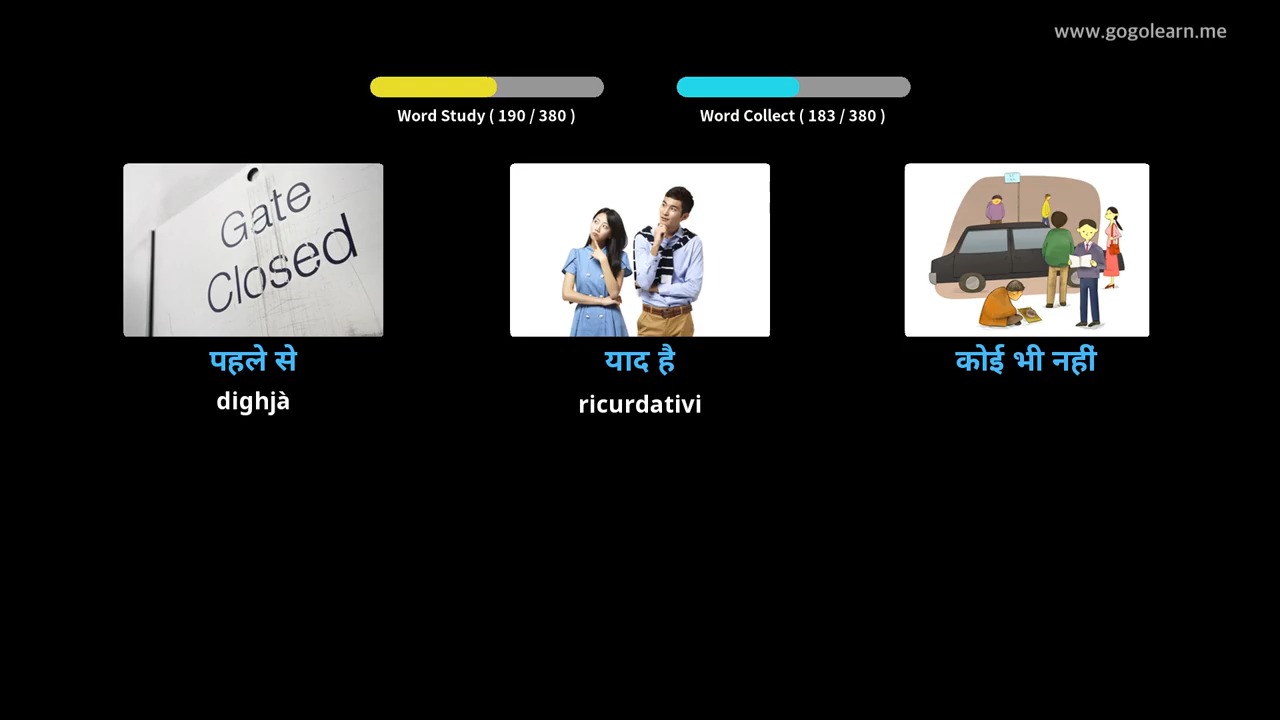 www.gogolearn.me
Word Study ( 190 / 380 )
Word Collect ( 183 / 380 )
Gate
Closed
पहले से
याद है
कोई भी नहीं
dighjà
ricurdativi